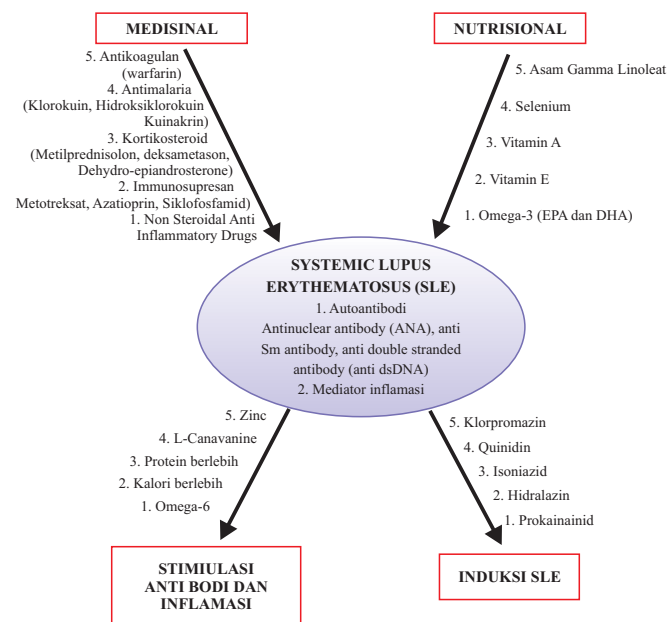 MEDISINAL
5. Antikoagulan
(warfarin)
4. Antimalaria
(Klorokuin, Hidroksiklorokuin
Kuinakrin)
3. Kortikosteroid
(Metilprednisolon, deksametason,
Dehydro-epiandrosterone)
2. Immunosupresan
Metotreksat, Azatioprin, Siklofosfamid)
1. Non Steroidal Anti
Inflammatory Drugs
NUTRISIONAL
5. Asam Gamma Linoleat
4. Selenium
3. Vitamin A
2. Vitamin E
1. Omega-3 (EPA dan DHA)
SYSTEMIC LUPUS
ERYTHEMATOSUS (SLE)
1. Autoantibodi
Antinuclear antibody (ANA), anti
Sm antibody, anti double stranded
antibody (anti dsDNA)
2. Mediator inflamasi
5. Zinc
4. L-Canavanine
3. Protein berlebih
2. Kalori berlebih
1. Omega-6
STIMIULASI
ANTI BODI DAN
INFLAMASI
5. Klorpromazin
4. Quinidin
3. Isoniazid
2. Hidralazin
1. Prokainainid
INDUKSI SLE